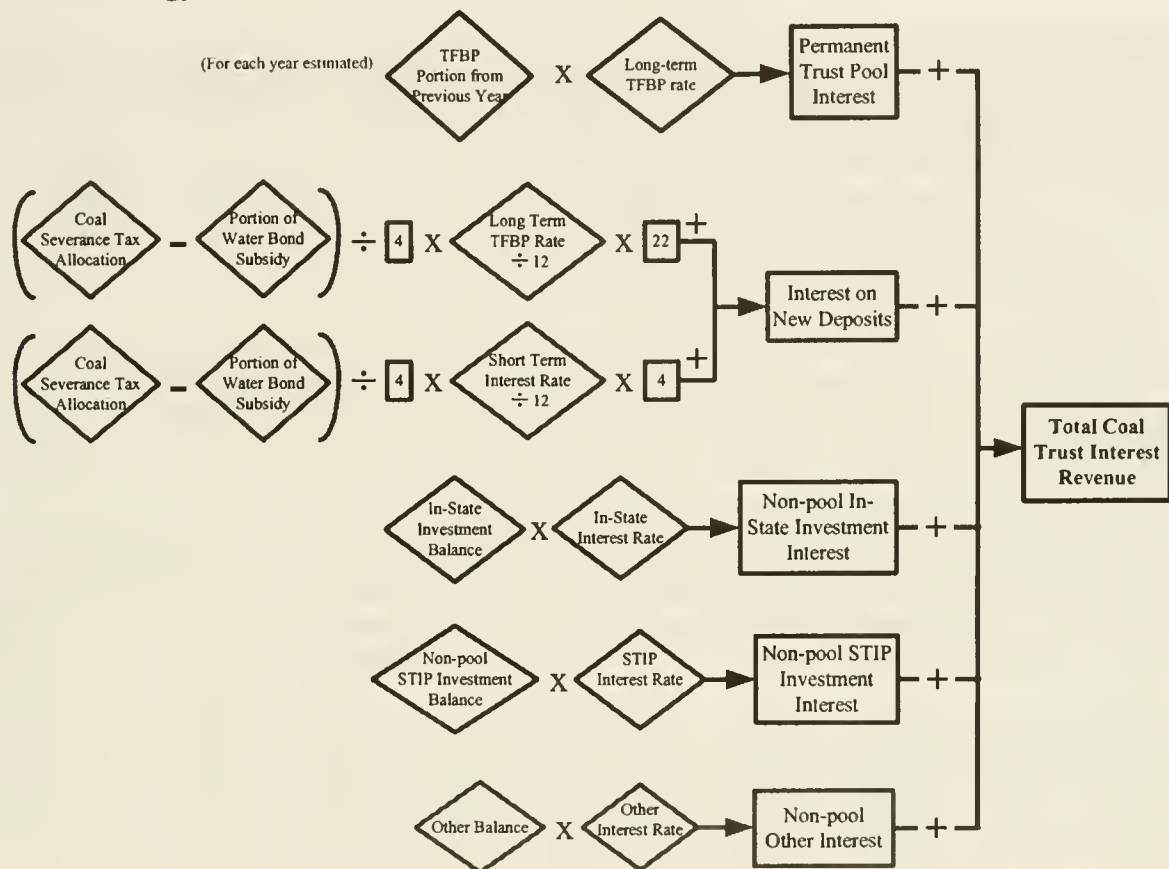 (For each year estimated)
TFBP
Portion from
Previous Year
X
Long-term
TFBP rate
Permanent
Trust Pool
Interest
+
(
Coal
Severance Tax
Allocation
-
Portion of
Water Bond
Subsidy
)
÷
4
X
Long Term
TFBP Rate
÷ 12
X
22
+
Interest on
New Deposits
+
(
Coal
Severance Tax
Allocation
-
Portion of
Water Bond
Subsidy
)
÷
4
X
Short Term
Interest Rate
÷ 12
X
4
+
Total Coal
Trust Interest
Revenue
In-State
Investment
Balance
X
In-State
Interest Rate
Non-pool In-
State Investment
Interest
+
Non-pool
STIP Investment
Balance
X
STIP
Interest Rate
Non-pool STIP
Investment
Interest
+
Other Balance
X
Other
Interest Rate
Non-pool
Other Interest
+